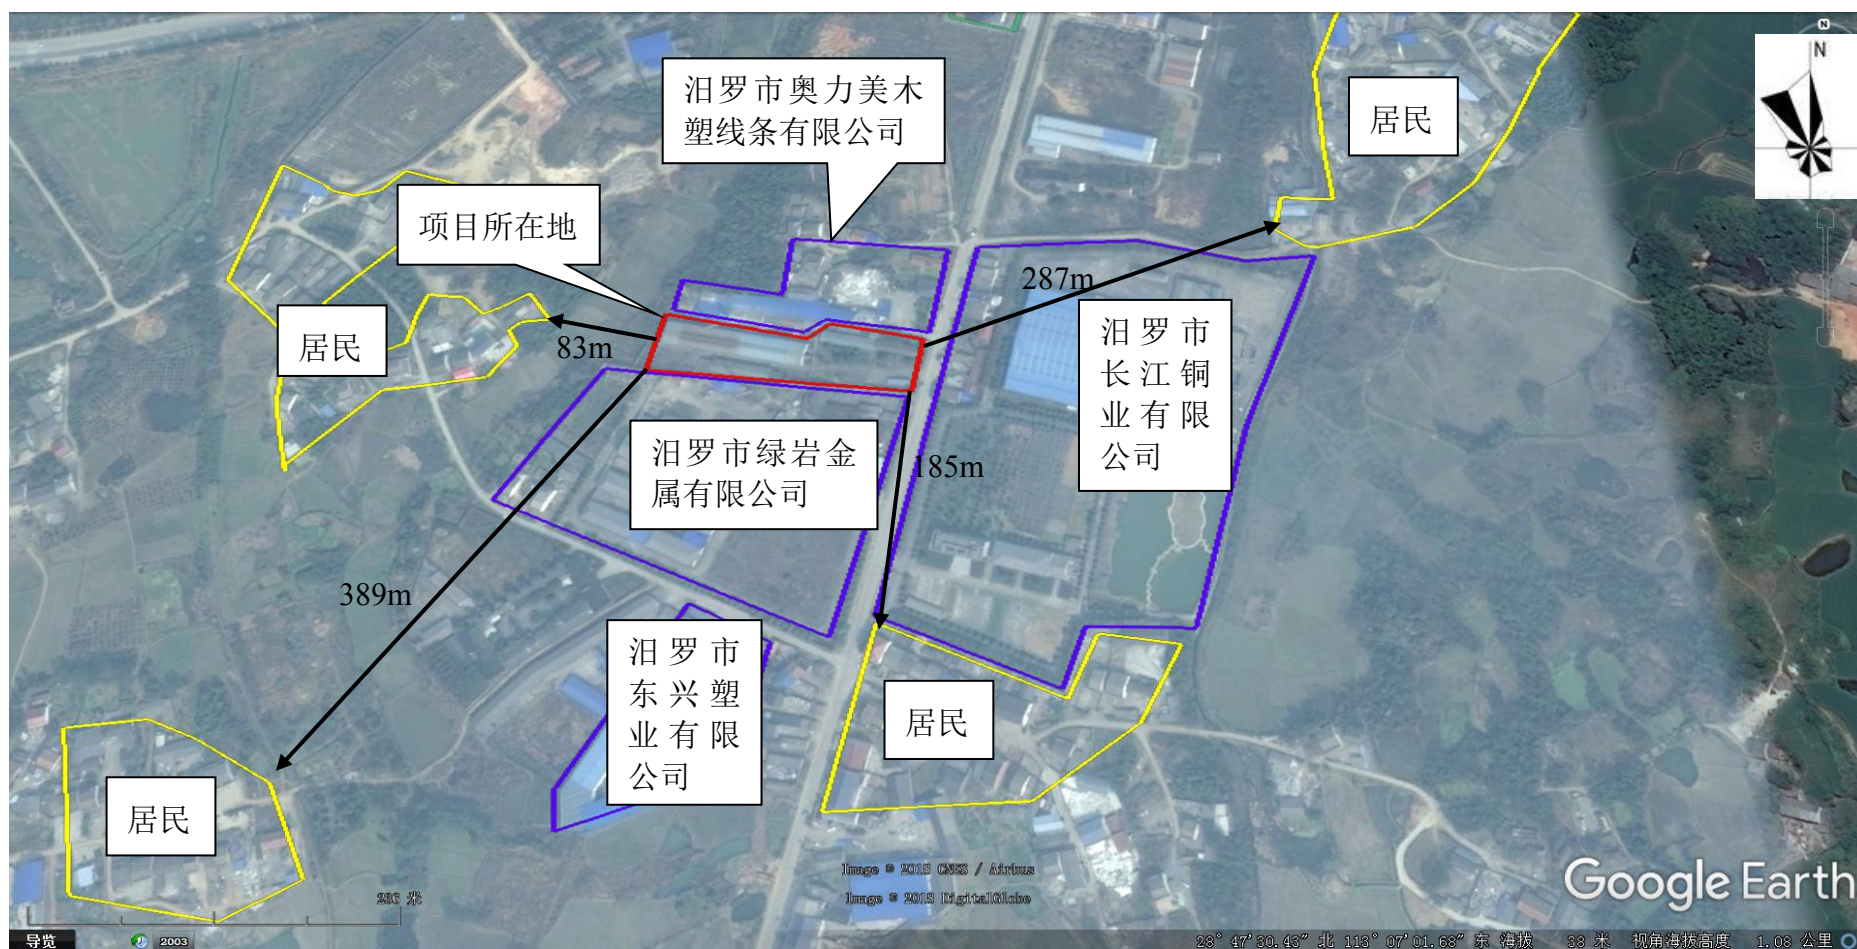 N
N
汨罗市奥力美木
塑线条有限公司
居民
项目所在地
287m
居民
83m
汨罗市
长江铜
业有限
公司
汨罗市绿岩金
属有限公司
185m
389m
汨罗市
东兴塑
业有限
公司
居民
居民
Image © 2018 CNES / Airbus
Image © 2018 DigitalGlobe
Google Earth
286 米
导览
2003
28° 47'30.43" 北 113° 07'01.68" 东 海拔 38 米 视角海拔高度 1.08 公里